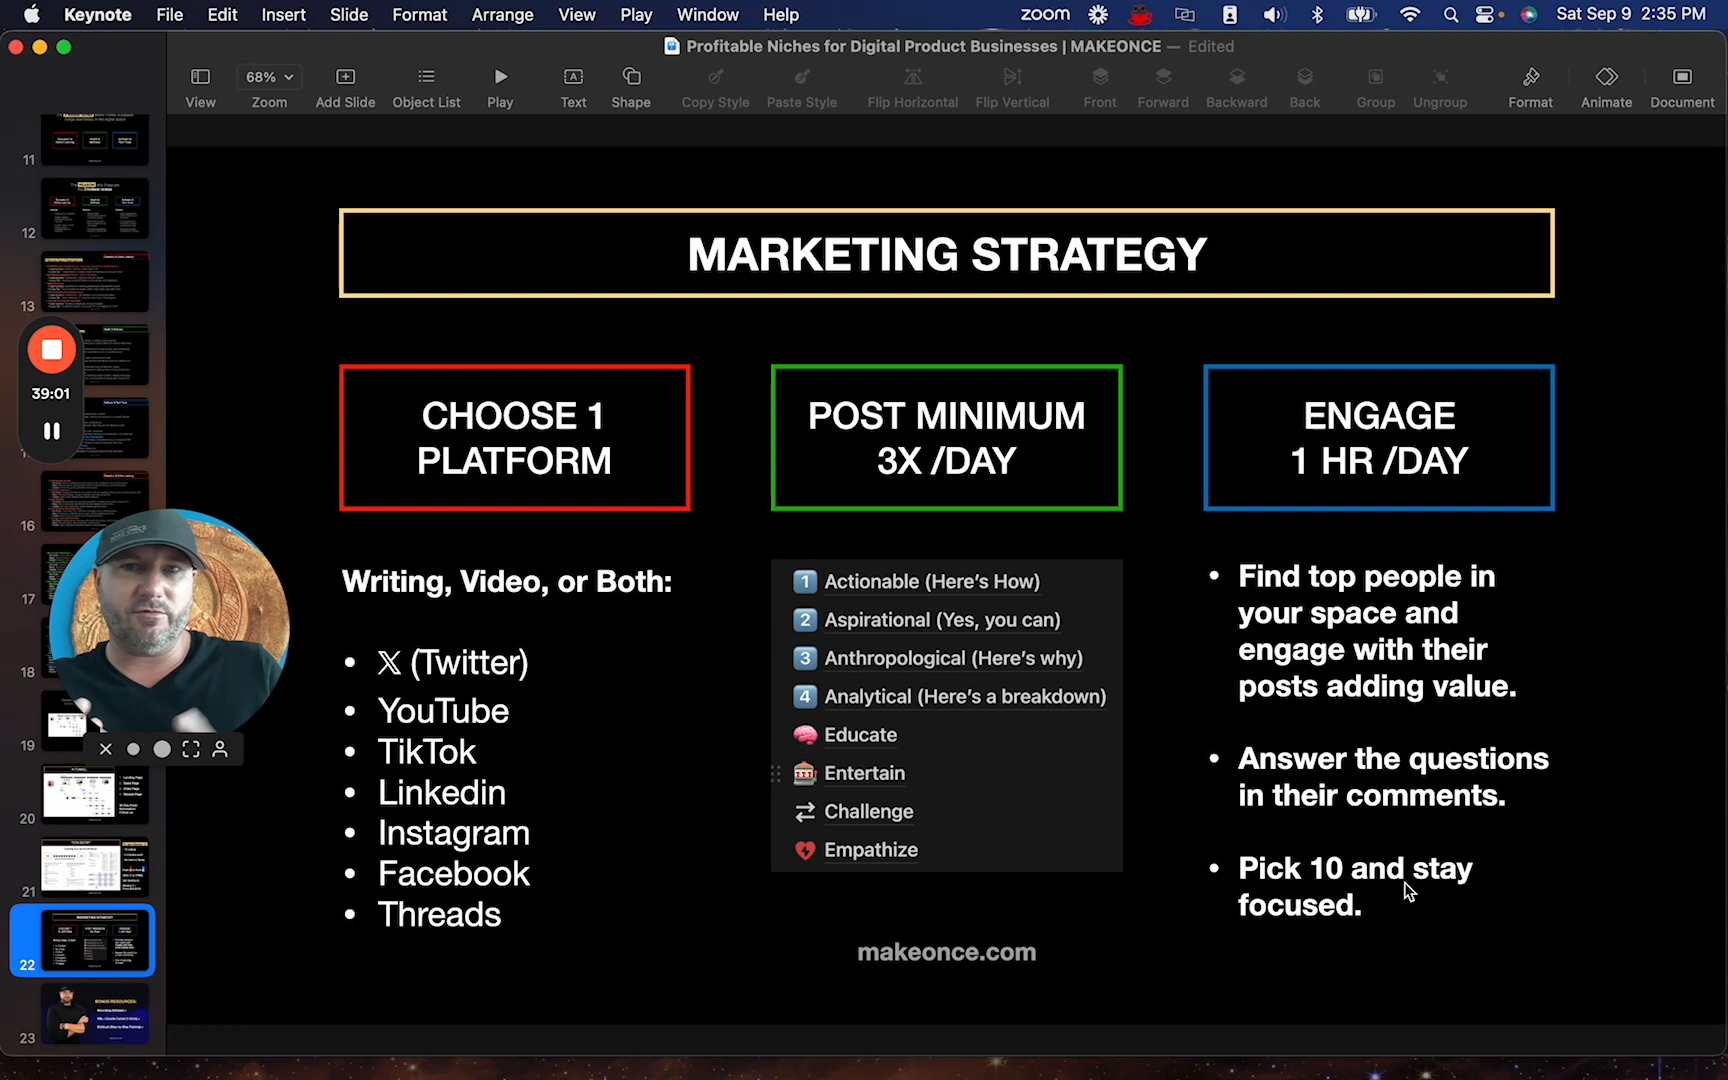 Keynote File Edit Insert Slide Format Arrange View Play Window Help zoom Sat Sep 9 2:35 PM
Profitable Niches for Digital Product Businesses | MAKEONCE — Edited
68%
View Zoom Add Slide Object List Play Text Shape Copy Style Paste Style Flip Horizontal Flip Vertical Front Forward Backward Back Group Ungroup Format Animate Document
11
12
13
39:01
16
17
18
19
20
21
22
23
MARKETING STRATEGY
CHOOSE 1
PLATFORM
Writing, Video, or Both:
• 𝕏 (Twitter)
• YouTube
• TikTok
• Linkedin
• Instagram
• Facebook
• Threads
POST MINIMUM
3X /DAY
1 Actionable (Here's How)
2 Aspirational (Yes, you can)
3 Anthropological (Here's why)
4 Analytical (Here's a breakdown)
Educate
Entertain
Challenge
Empathize
ENGAGE
1 HR /DAY
• Find top people in
your space and
engage with their
posts adding value.
• Answer the questions
in their comments.
• Pick 10 and stay
focused.
makeonce.com
MARKETING STRATEGY
BONUS RESOURCES: